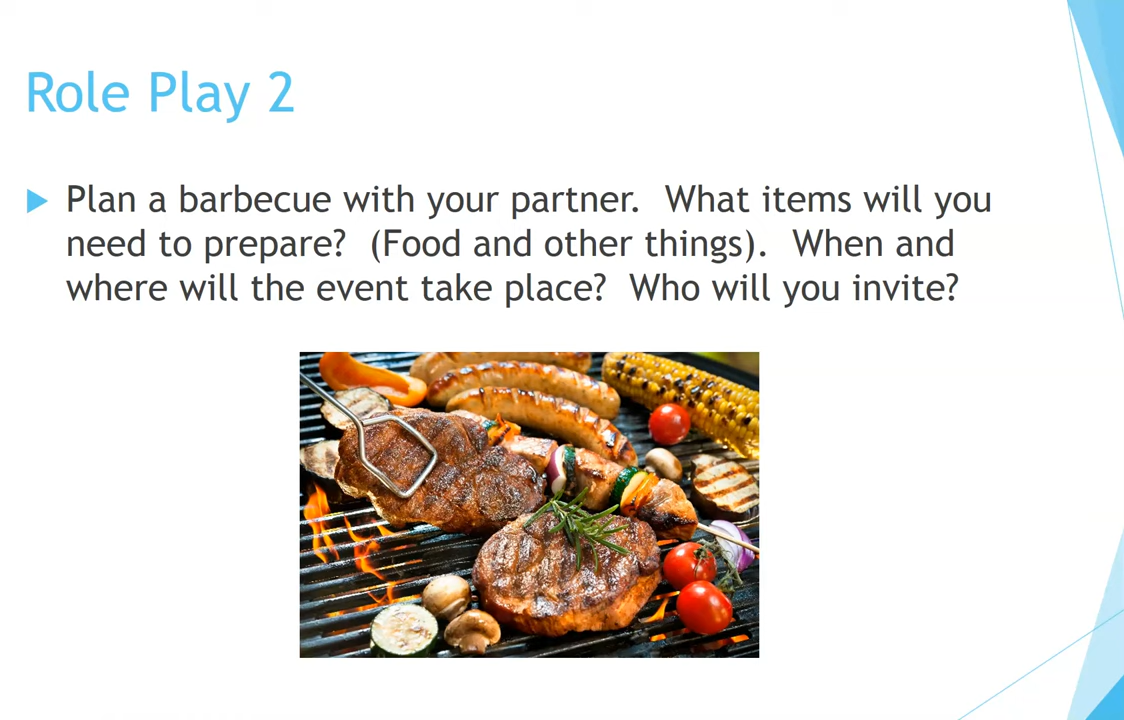 Role Play 2
Plan a barbecue with your partner.  What items will you
need to prepare?  (Food and other things).  When and
where will the event take place?  Who will you invite?